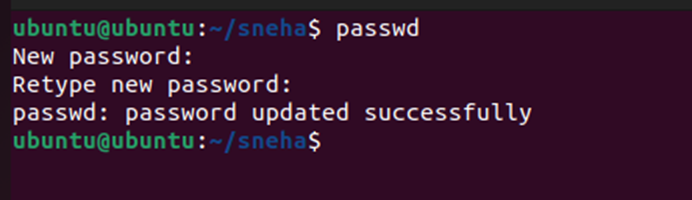 ubuntu@ubuntu:~/sneha$ passwd
New password:
Retype new password:
passwd: password updated successfully
ubuntu@ubuntu:~/sneha$